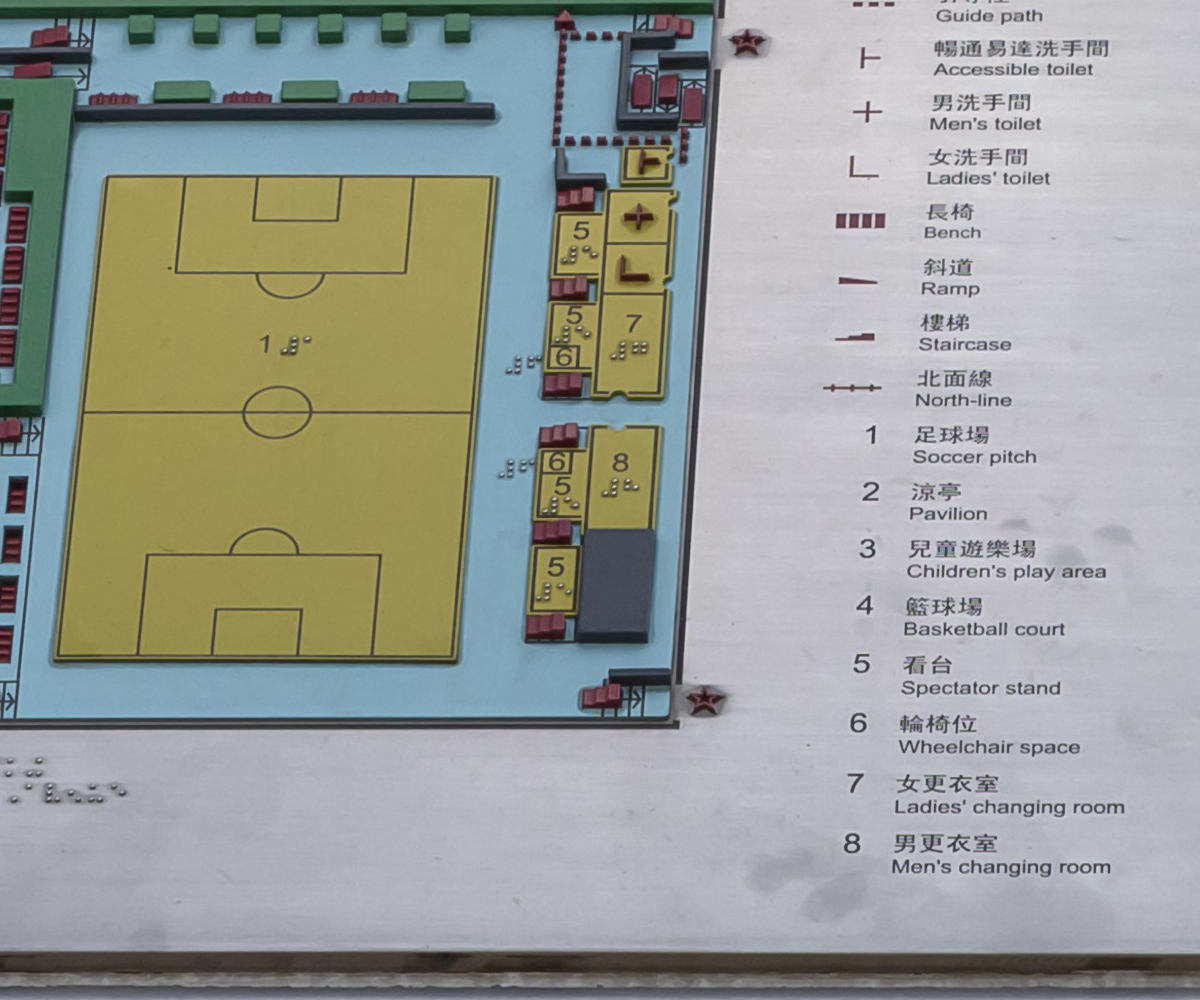 Guide path
暢通易達洗手間
Accessible toilet
男洗手間
Men's toilet
女洗手間
Ladies' toilet
長椅
Bench
斜道
Ramp
樓梯
Staircase
北面線
North-line
1 足球場
Soccer pitch
2 涼亭
Pavilion
3 兒童遊樂場
Children's play area
4 籃球場
Basketball court
5 看台
Spectator stand
6 輪椅位
Wheelchair space
7 女更衣室
Ladies' changing room
8 男更衣室
Men's changing room
5
5
7
6
1
6
8
5
5